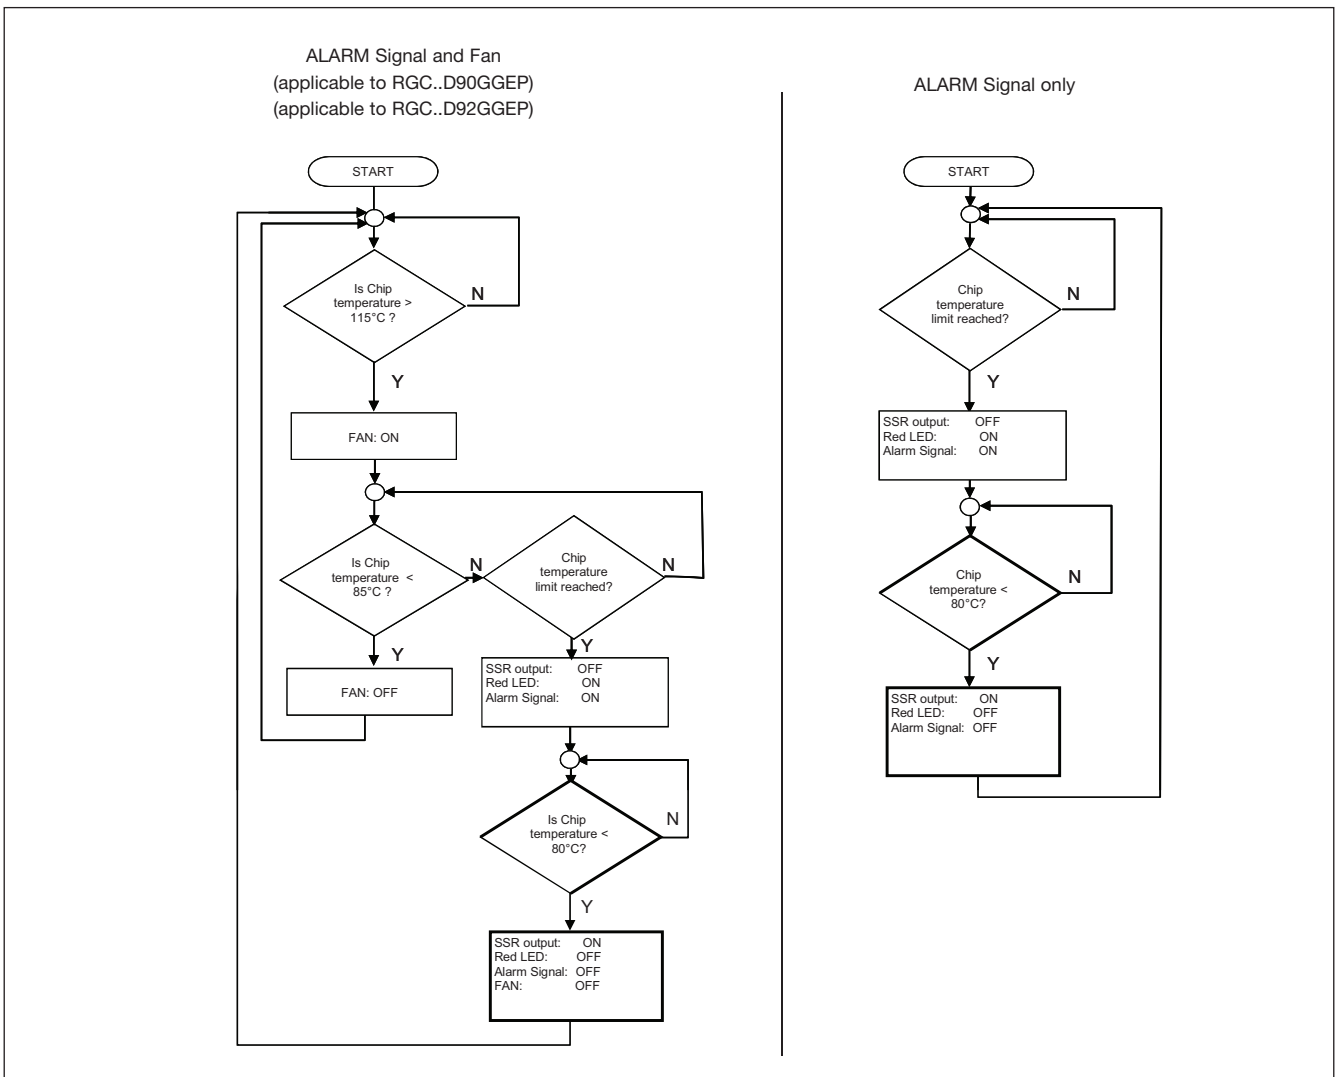 ALARM Signal and Fan
(applicable to RGC..D90GGEP)
(applicable to RGC..D92GGEP)
START
Is Chip
temperature >
115°C ?
N
Y
FAN: ON
Is Chip
temperature <
85°C ?
N
Y
FAN: OFF
Chip
temperature
limit reached?
N
Y
SSR output: OFF
Red LED: ON
Alarm Signal: ON
Is Chip
temperature <
80°C?
N
Y
SSR output: ON
Red LED: OFF
Alarm Signal: OFF
FAN: OFF
ALARM Signal only
START
Chip
temperature
limit reached?
N
Y
SSR output: OFF
Red LED: ON
Alarm Signal: ON
Chip
temperature <
80°C?
N
Y
SSR output: ON
Red LED: OFF
Alarm Signal: OFF